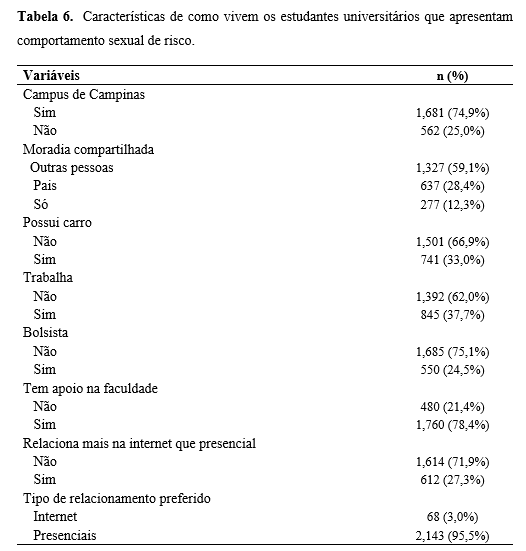 Tabela 6. Características de como vivem os estudantes universitários que apresentam
comportamento sexual de risco.
Variáveis n (%)
Campus de Campinas
Sim 1,681 (74,9%)
Não 562 (25,0%)
Moradia compartilhada
Outras pessoas 1,327 (59,1%)
Pais 637 (28,4%)
Só 277 (12,3%)
Possui carro
Não 1,501 (66,9%)
Sim 741 (33,0%)
Trabalha
Não 1,392 (62,0%)
Sim 845 (37,7%)
Bolsista
Não 1,685 (75,1%)
Sim 550 (24,5%)
Tem apoio na faculdade
Não 480 (21,4%)
Sim 1,760 (78,4%)
Relaciona mais na internet que presencial
Não 1,614 (71,9%)
Sim 612 (27,3%)
Tipo de relacionamento preferido
Internet 68 (3,0%)
Presenciais 2,143 (95,5%)